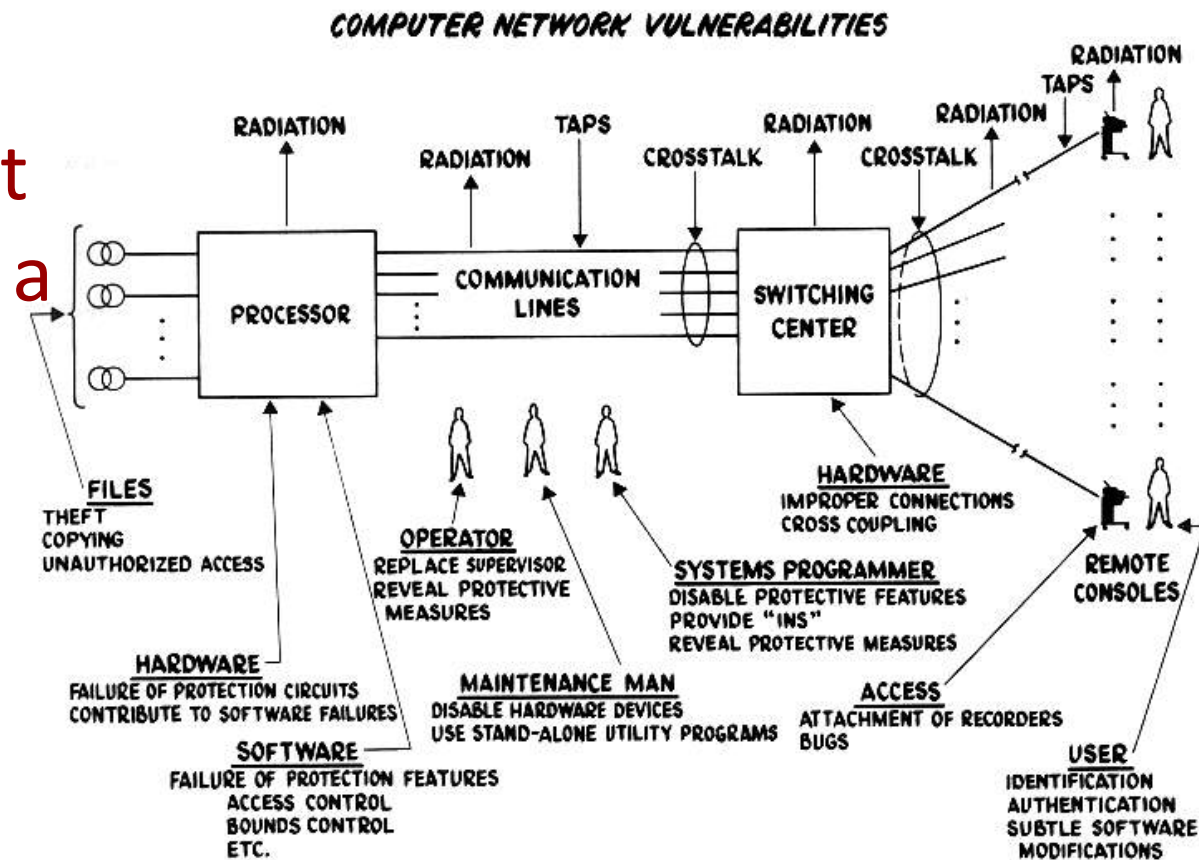 COMPUTER NETWORK VULNERABILITIES
RADIATION
TAPS
RADIATION
RADIATION
TAPS
RADIATION
RADIATION
CROSSTALK
CROSSTALK
t
a
PROCESSOR
COMMUNICATION
LINES
SWITCHING
CENTER
FILES
THEFT
COPYING
UNAUTHORIZED ACCESS
OPERATOR
REPLACE SUPERVISOR
REVEAL PROTECTIVE
MEASURES
HARDWARE
IMPROPER CONNECTIONS
CROSS COUPLING
SYSTEMS PROGRAMMER
DISABLE PROTECTIVE FEATURES
PROVIDE "INS"
REVEAL PROTECTIVE MEASURES
REMOTE
CONSOLES
HARDWARE
FAILURE OF PROTECTION CIRCUITS
CONTRIBUTE TO SOFTWARE FAILURES
MAINTENANCE MAN
DISABLE HARDWARE DEVICES
USE STAND-ALONE UTILITY PROGRAMS
ACCESS
ATTACHMENT OF RECORDERS
BUGS
SOFTWARE
FAILURE OF PROTECTION FEATURES
ACCESS CONTROL
BOUNDS CONTROL
ETC.
USER
IDENTIFICATION
AUTHENTICATION
SUBTLE SOFTWARE
MODIFICATIONS